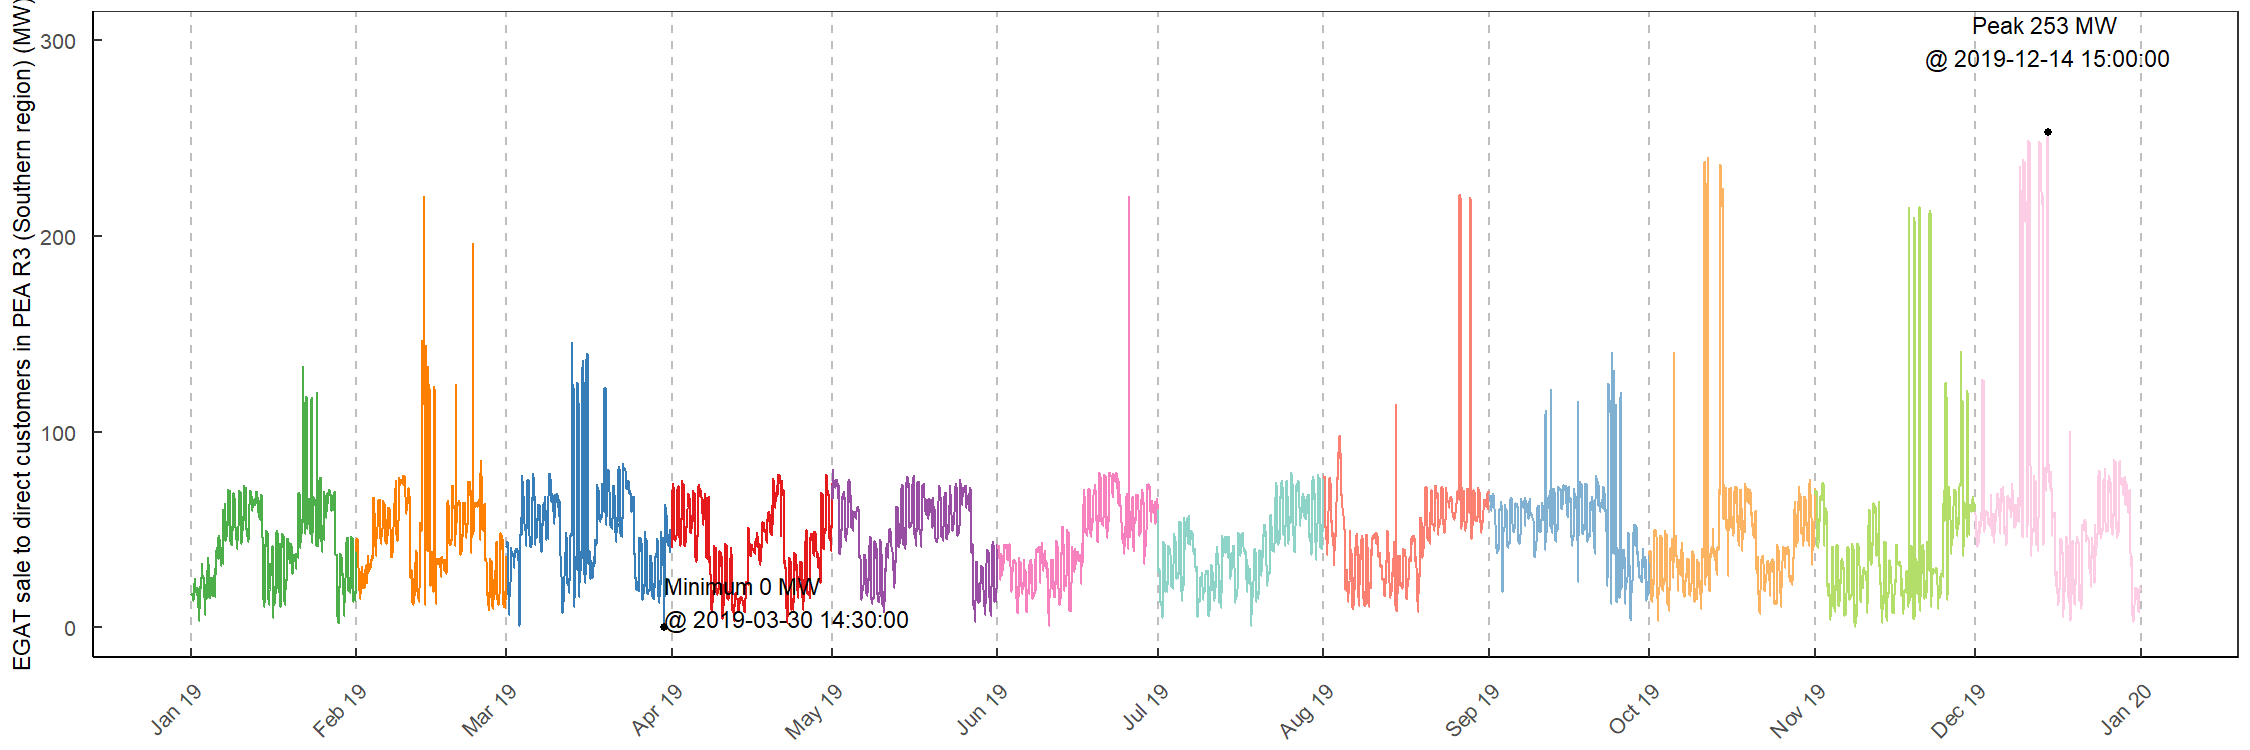 EGAT sale to direct customers in PEA R3 (Southern region) (MW)
300
200
100
0
Peak 253 MW
@ 2019-12-14 15:00:00
Minimum 0 MW
@ 2019-03-30 14:30:00
Jan 19
Feb 19
Mar 19
Apr 19
May 19
Jun 19
Jul 19
Aug 19
Sep 19
Oct 19
Nov 19
Dec 19
Jan 20